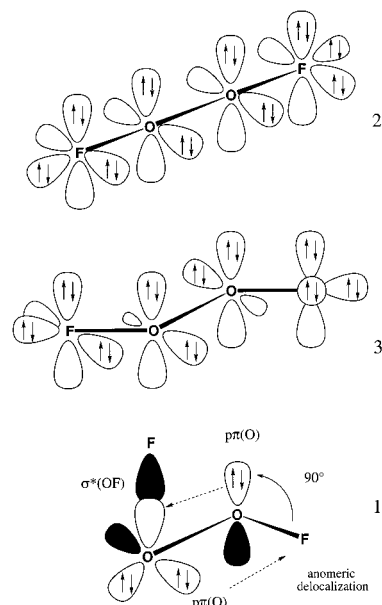 F
O
2
O
F
O
3
F
O
F
pπ(O)
σ*(OF)
90°
1
O
F
O
anomeric
delocalization
pπ(O)